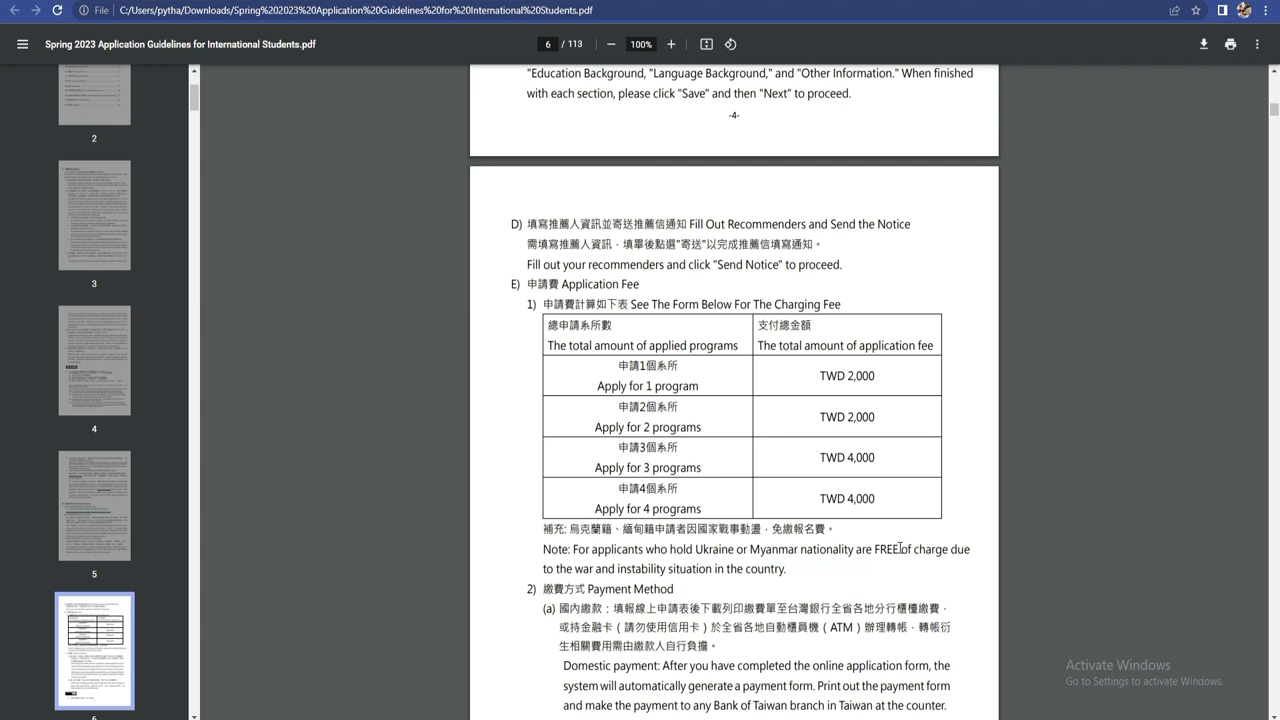 File
C:/Users/pytha/Downloads/Spring%202023%20Application%20Guidelines%20for%20International%20Students.pdf
Spring 2023 Application Guidelines for International Students.pdf
6 / 113
100%
2
3
4
5
"Education Background, "Language Background," and "Other Information." When finished
with each section, please click "Save" and then "Next" to proceed.
-4-
D) 填寫推薦人資訊並寄送推薦信通知 Fill Out Recommenders and Send the Notice
需填寫推薦人資訊，填畢後點選"寄送"以完成推薦信填寫通知。
Fill out your recommenders and click "Send Notice" to proceed.
E) 申請費 Application Fee
1) 申請費計算如下表 See The Form Below For The Charging Fee
總申請系所數
The total amount of applied programs
支付總金額
The total amount of application fee
申請1個系所
Apply for 1 program
TWD 2,000
申請2個系所
Apply for 2 programs
TWD 2,000
申請3個系所
Apply for 3 programs
TWD 4,000
申請4個系所
Apply for 4 programs
TWD 4,000
補充: 烏克蘭籍、緬甸籍申請者因國家戰事動盪，免繳報名費。
Note: For applicants who hold Ukraine or Myanmar nationality are FREE of charge due
to the war and instability situation in the country.
2) 繳費方式 Payment Method
(a) 國內繳款：填報線上申請表後下載列印繳費單至台灣銀行全省各地分行櫃檯繳費，
或持金融卡（請勿使用信用卡）於全省各地自動櫃員機（ATM）辦理轉帳，轉帳衍
生相關費用需由繳款人自行負擔。
Domestic payment: After you have completed the online application form, the
system will automatically generate a payment form. Print out the payment form
and make the payment to any Bank of Taiwan branch in Taiwan at the counter.
Activate Windows
Go to Settings to activate Windows.